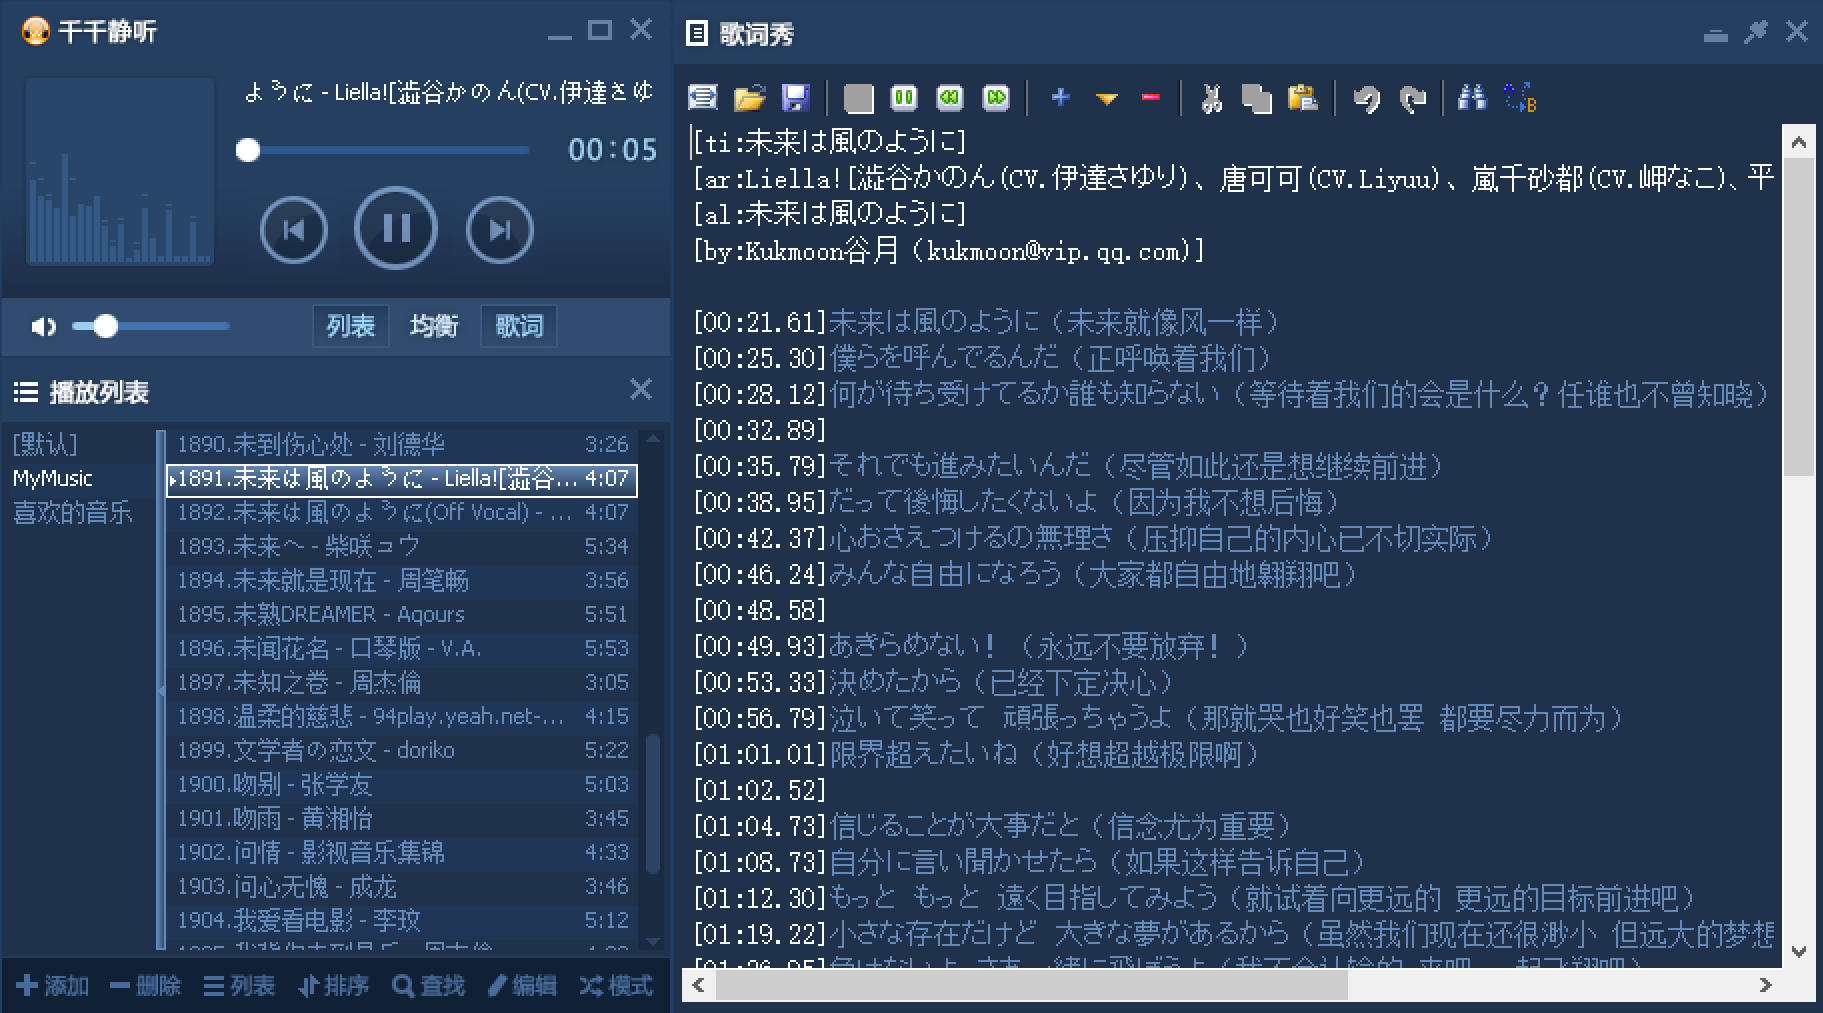 千千静听
ように - Liella![澁谷かのん(CV.伊達さゆ
00:05
列表 均衡 歌词
播放列表
[默认]
MyMusic
喜欢的音乐
1890.未到伤心处 - 刘德华 3:26
1891.未来は風のように - Liella![澁谷... 4:07
1892.未来は風のように(Off Vocal) - ... 4:07
1893.未来へ - 柴咲コウ 5:34
1894.未来就是现在 - 周笔畅 3:56
1895.未熟DREAMER - Aqours 5:51
1896.未闻花名 - 口琴版 - V.A. 5:53
1897.未知之卷 - 周杰倫 3:05
1898.温柔的慈悲 - 94play.yeah.net-... 4:15
1899.文学者の恋文 - doriko 5:22
1900.吻别 - 张学友 5:03
1901.吻雨 - 黄湘怡 3:45
1902.问情 - 影视音乐集锦 4:33
1903.问心无愧 - 成龙 3:46
1904.我爱看电影 - 李玟 5:12
添加 删除 列表 排序 查找 编辑 模式
歌词秀
[ti:未来は風のように]
[ar:Liella![澁谷かのん(CV.伊達さゆり)、唐可可(CV.Liyuu)、嵐千砂都(CV.岬なこ)、平
[al:未来は風のように]
[by:Kukmoon谷月（kukmoon@vip.qq.com)]
[00:21.61]未来は風のように（未来就像风一样）
[00:25.30]僕らを呼んでるんだ（正呼唤着我们）
[00:28.12]何が待ち受けてるか誰も知らない（等待着我们的会是什么？任谁也不曾知晓）
[00:32.89]
[00:35.79]それでも進みたいんだ（尽管如此还是想继续前进）
[00:38.95]だって後悔したくないよ（因为我不想后悔）
[00:42.37]心おさえつけるの無理さ（压抑自己的内心已不切实际）
[00:46.24]みんな自由になろう（大家都自由地翱翔吧）
[00:48.58]
[00:49.93]あきらめない！（永远不要放弃！）
[00:53.33]決めたから（已经下定决心）
[00:56.79]泣いて笑って 頑張っちゃうよ（那就哭也好笑也罢 都要尽力而为）
[01:01.01]限界超えたいね（好想超越极限啊）
[01:02.52]
[01:04.73]信じることが大事だと（信念尤为重要）
[01:08.73]自分に言い聞かせたら（如果这样告诉自己）
[01:12.30]もっと もっと 遠く目指してみよう（就试着向更远的 更远的目标前进吧）
[01:19.22]小さな存在だけど 大きな夢があるから（虽然我们现在还很渺小 但远大的梦想